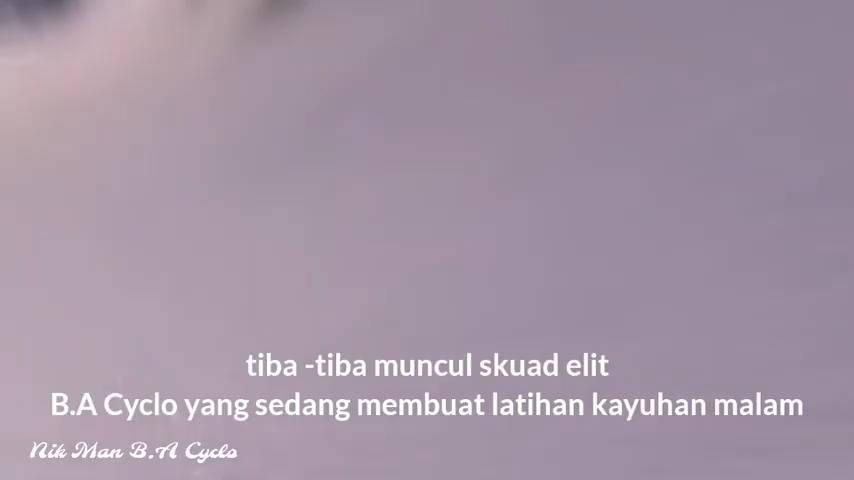 tiba -tiba muncul skuad elit
B.A Cyclo yang sedang membuat latihan kayuhan malam
Nik Man B.A Cyclo